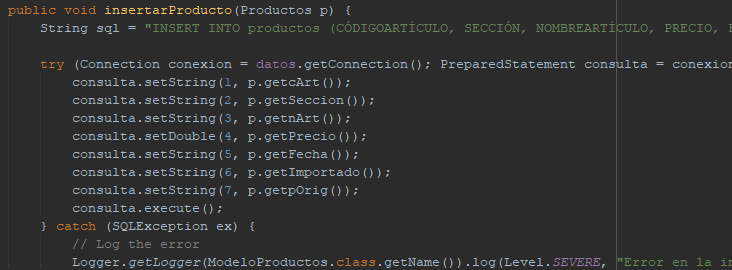 public void insertarProducto(Productos p) {
String sql = "INSERT INTO productos (CÓDIGOARTÍCULO, SECCIÓN, NOMBREARTÍCULO, PRECIO,
try (Connection conexion = datos.getConnection(); PreparedStatement consulta = conexion
consulta.setString(1, p.getcArt());
consulta.setString(2, p.getSeccion());
consulta.setString(3, p.getnArt());
consulta.setDouble(4, p.getPrecio());
consulta.setString(5, p.getFecha());
consulta.setString(6, p.getImportado());
consulta.setString(7, p.getpOrig());
consulta.execute();
} catch (SQLException ex) {
// Log the error
Logger.getLogger(ModeloProductos.class.getName()).log(Level.SEVERE, "Error en la